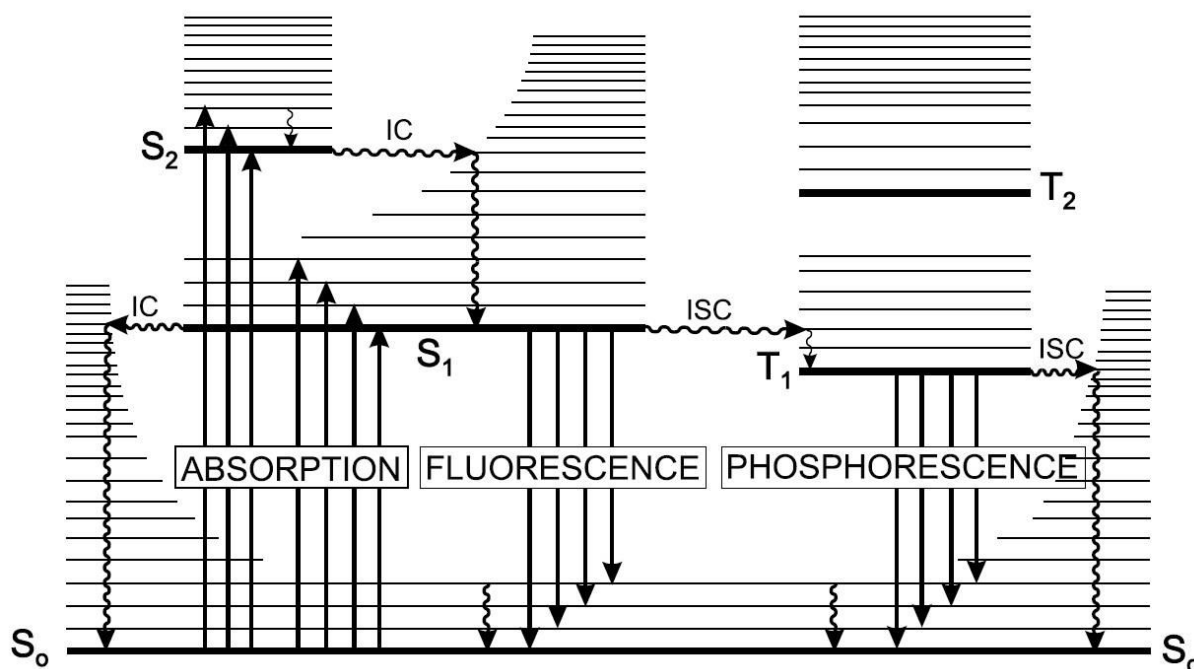 IC
S2
T2
IC
ISC
S1
T1
ISC
ABSORPTION
FLUORESCENCE
PHOSPHORESCENCE
So
So